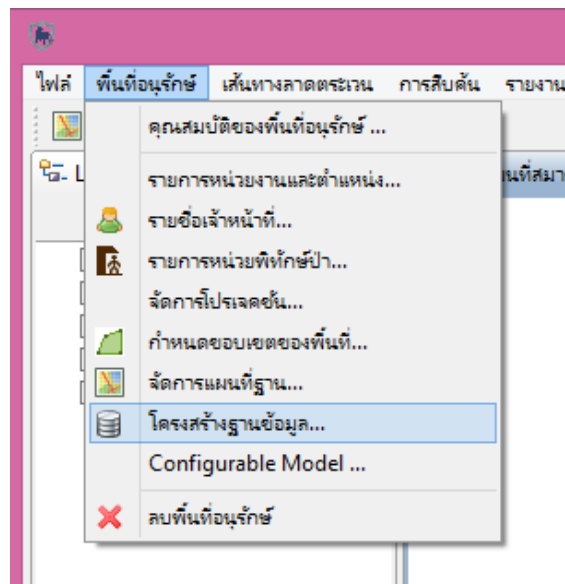 ไฟล์ พื้นที่อนุรักษ์ เส้นทางลาดตระเวน การสืบค้น รายงาน
คุณสมบัติของพื้นที่อนุรักษ์ ...
รายการหน่วยงานและตำแหน่ง...
รายชื่อเจ้าหน้าที่...
รายการหน่วยพิทักษ์ป่า...
จัดการโปรเจคชั่น...
กำหนดขอบเขตของพื้นที่...
จัดการแผนที่ฐาน...
โครงสร้างฐานข้อมูล...
Configurable Model ...
ลบพื้นที่อนุรักษ์